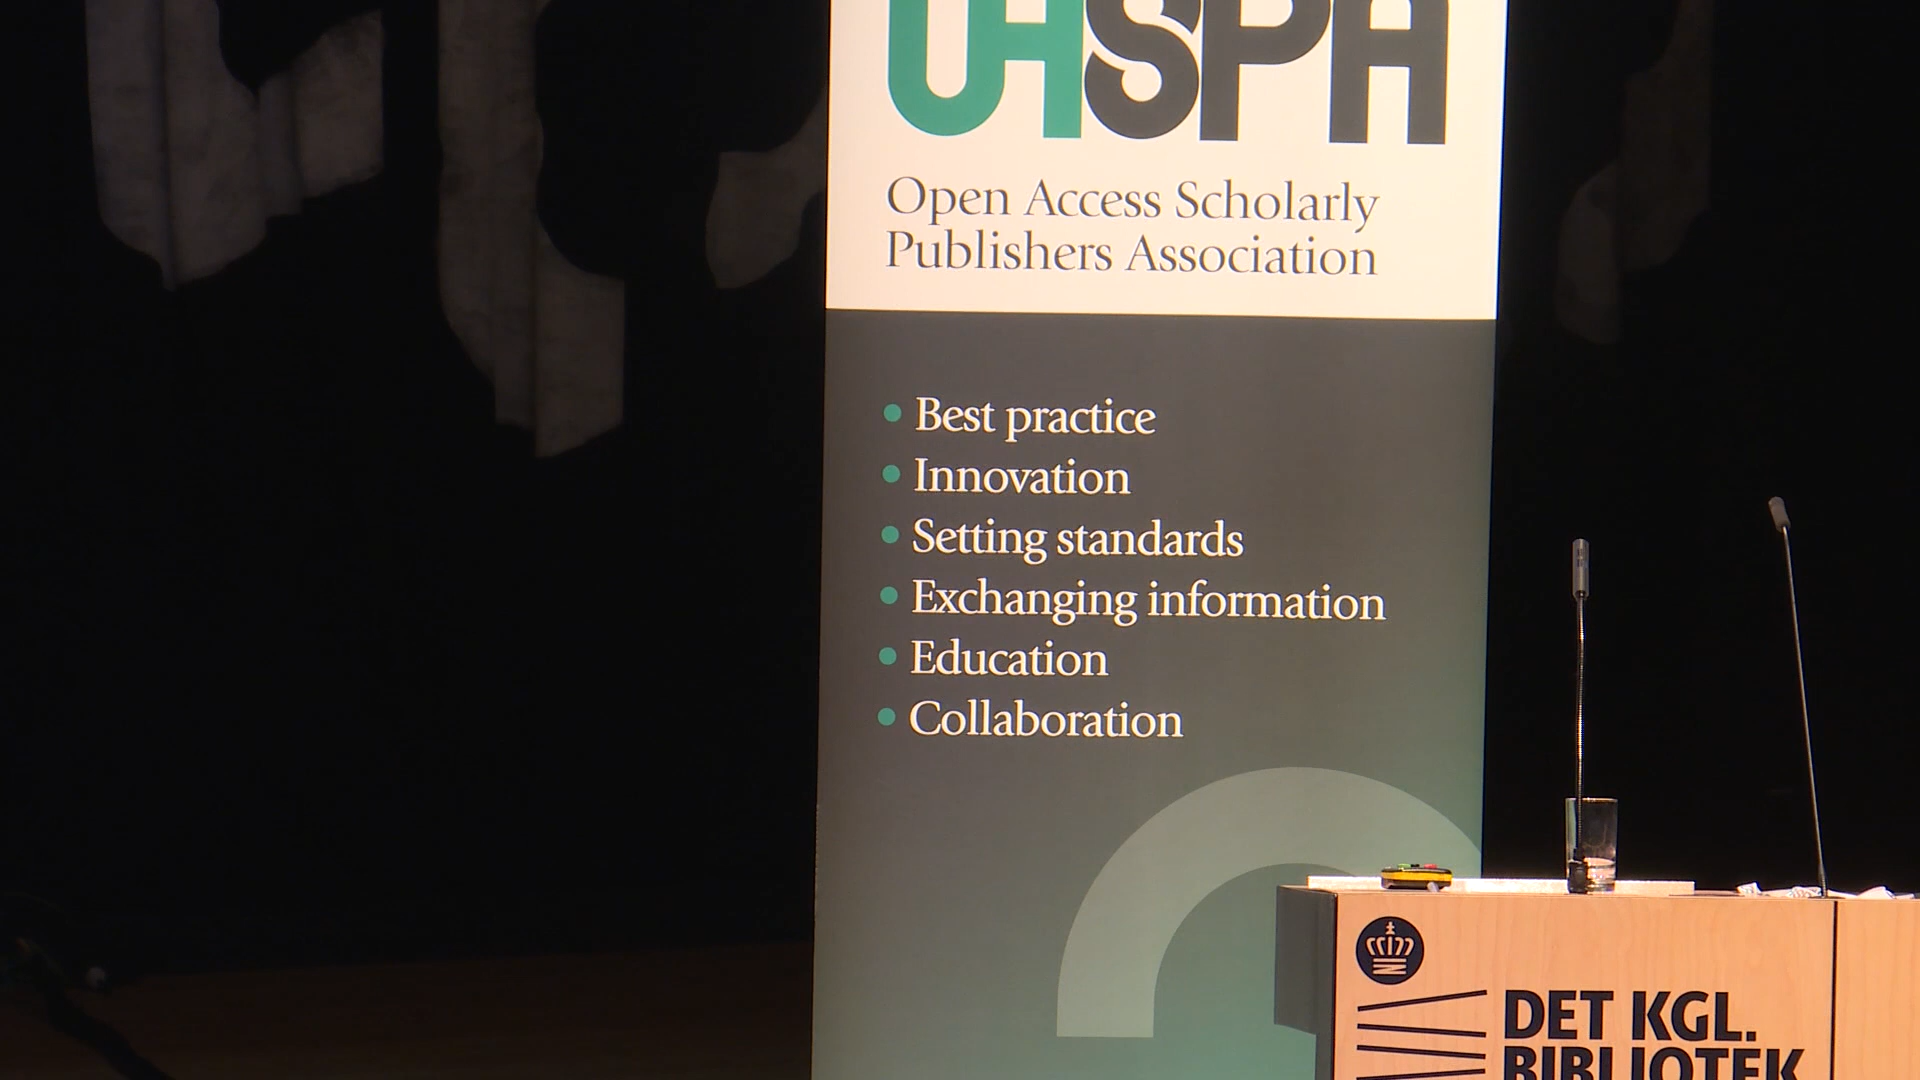 OASPA
Open Access Scholarly
Publishers Association
• Best practice
• Innovation
• Setting standards
• Exchanging information
• Education
• Collaboration
DET KGL.
BIBLIOTEK